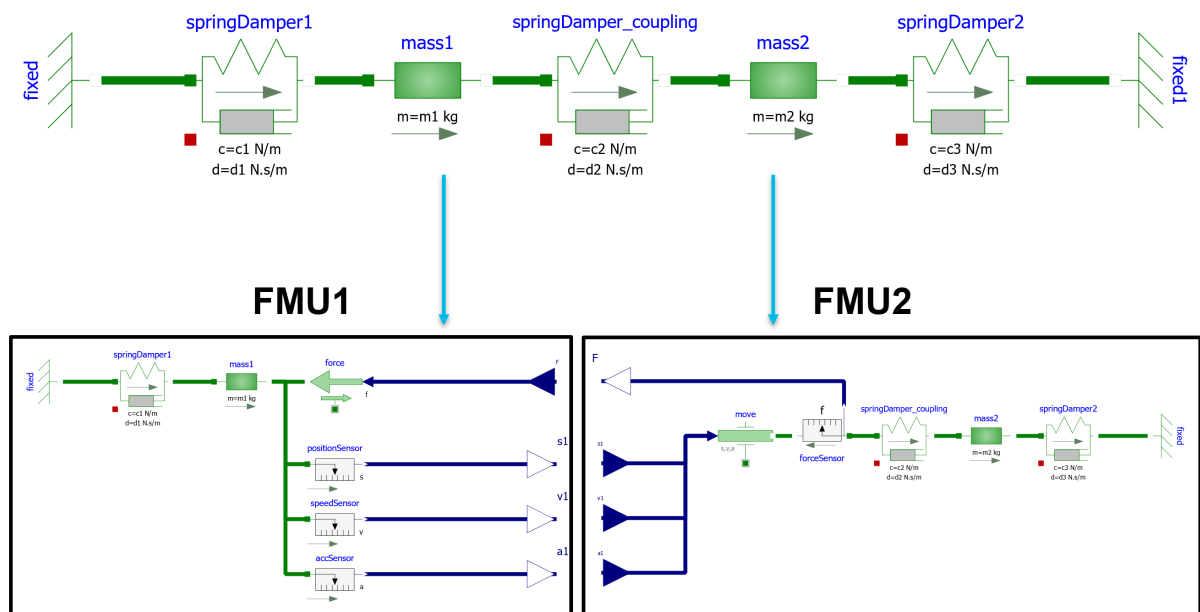 springDamper1
springDamper_coupling
springDamper2
mass1
mass2
fixed
fixed1
m=m1 kg
m=m2 kg
c=c1 N/m
d=d1 N.s/m
c=c2 N/m
d=d2 N.s/m
c=c3 N/m
d=d3 N.s/m
FMU1
FMU2
springDamper1
mass1
force
F
fixed
f
m=m1 kg
c=c1 N/m
d=d1 N.s/m
positionSensor
s1
s
speedSensor
v1
v
accSensor
a1
a
F
move
f
springDamper_coupling
mass2
springDamper2
fixed
s1
s,v,a
forceSensor
m=m2 kg
c=c2 N/m
d=d2 N.s/m
c=c3 N/m
d=d3 N.s/m
v1
a1